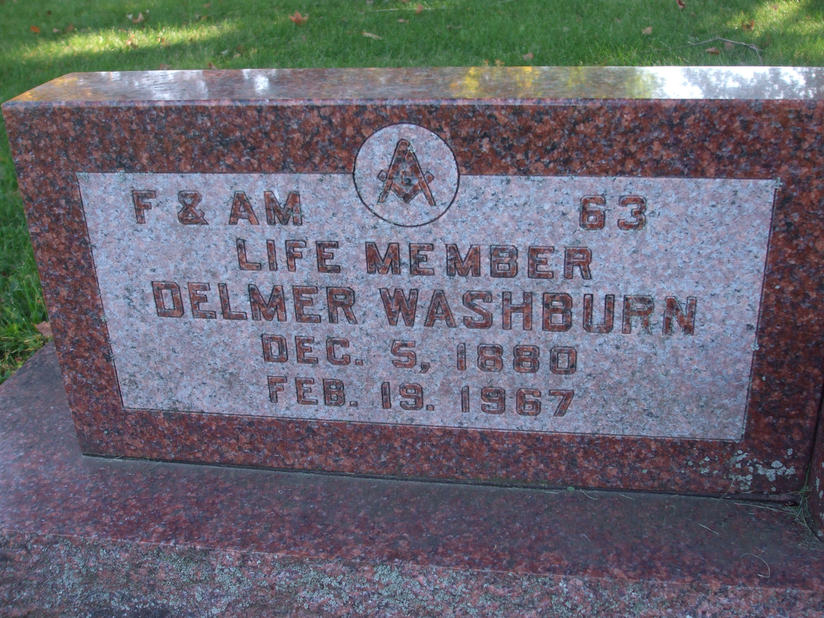 F & AM 63
LIFE MEMBER
DELMER WASHBURN
DEC. 5, 1880
FEB. 19. 1967